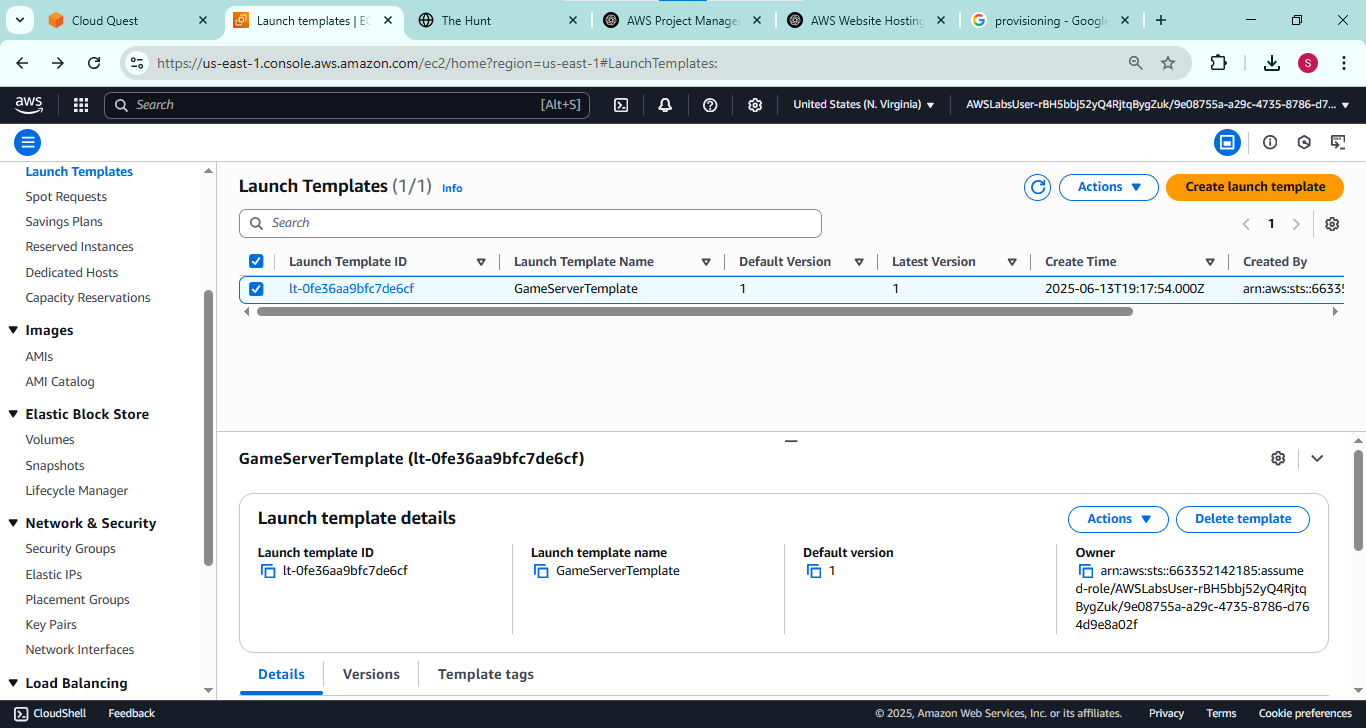 Cloud Quest
Launch templates | EC
The Hunt
AWS Project Manage
AWS Website Hosting
provisioning - Google
https://us-east-1.console.aws.amazon.com/ec2/home?region=us-east-1#LaunchTemplates:
S
aws
Search
[Alt+S]
United States (N. Virginia)
AWSLabsUser-rBH5bbj52yQ4RjtqBygZuk/9e08755a-a29c-4735-8786-d7...
Launch Templates
Spot Requests
Savings Plans
Reserved Instances
Dedicated Hosts
Capacity Reservations
Images
AMIs
AMI Catalog
Elastic Block Store
Volumes
Snapshots
Lifecycle Manager
Network & Security
Security Groups
Elastic IPs
Placement Groups
Key Pairs
Network Interfaces
Load Balancing
Launch Templates (1/1) Info
Actions
Create launch template
Search
1
Launch Template ID
Launch Template Name
Default Version
Latest Version
Create Time
Created By
lt-0fe36aa9bfc7de6cf
GameServerTemplate
1
1
2025-06-13T19:17:54.000Z
arn:aws:sts::66335
GameServerTemplate (lt-0fe36aa9bfc7de6cf)
Launch template details
Actions
Delete template
Launch template ID
lt-0fe36aa9bfc7de6cf
Launch template name
GameServerTemplate
Default version
1
Owner
arn:aws:sts::663352142185:assume
d-role/AWSLabsUser-rBH5bbj52yQ4Rjtq
BygZuk/9e08755a-a29c-4735-8786-d76
4d9e8a02f
Details
Versions
Template tags
CloudShell
Feedback
© 2025, Amazon Web Services, Inc. or its affiliates.
Privacy
Terms
Cookie preferences